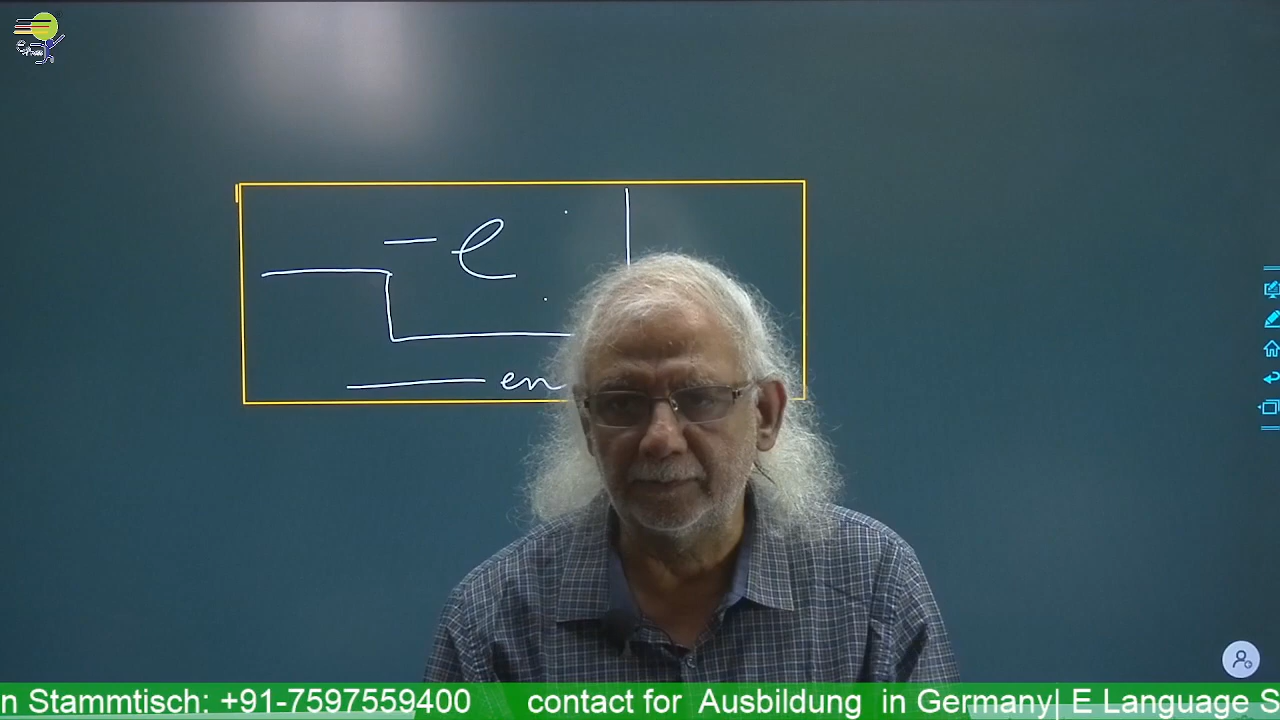 – e
en
n Stammtisch: +91-7597559400 contact for Ausbildung in Germany| E Language S